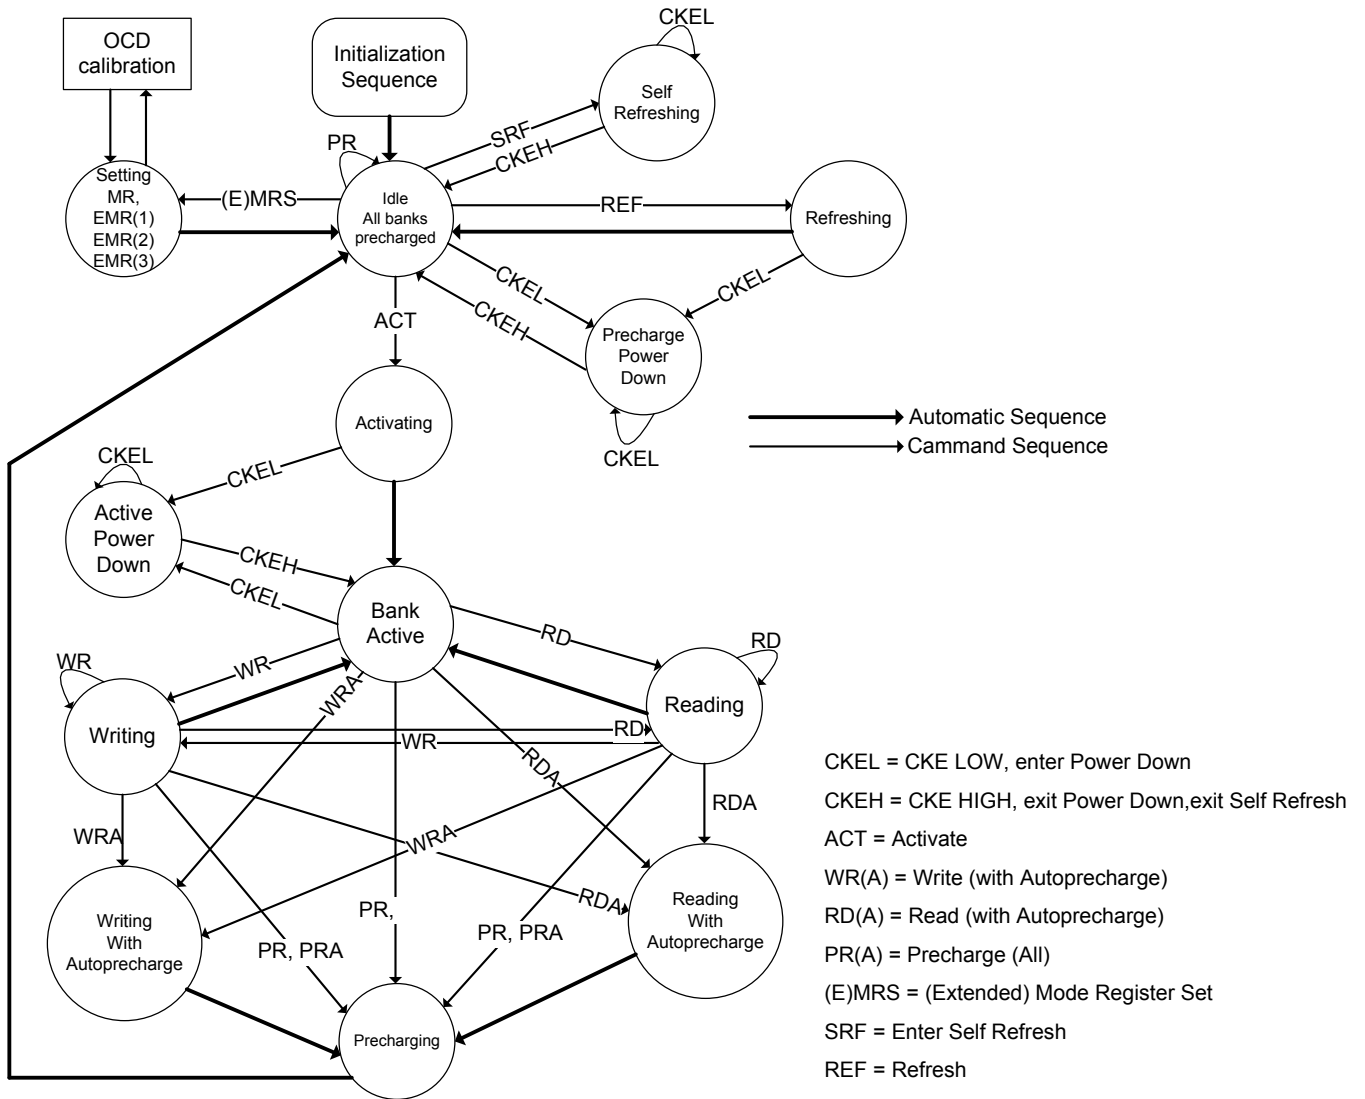 OCD
calibration
Initialization
Sequence
CKEL
Self
Refreshing
SRF
CKEH
PR
Setting
MR,
EMR(1)
EMR(2)
EMR(3)
(E)MRS
Idle
All banks
precharged
REF
Refreshing
CKEL
CKEH
CKEL
ACT
Precharge
Power
Down
CKEL
Activating
Automatic Sequence
Cammand Sequence
CKEL
CKEL
Active
Power
Down
CKEH
CKEL
Bank
Active
RD
RD
WR
WR
WRA
Reading
Writing
RD
WR
RDA
RDA
WRA
WRA
RDA
PR,
PR, PRA
PR, PRA
Writing
With
Autoprecharge
Reading
With
Autoprecharge
Precharging
CKEL = CKE LOW, enter Power Down
CKEH = CKE HIGH, exit Power Down,exit Self Refresh
ACT = Activate
WR(A) = Write (with Autoprecharge)
RD(A) = Read (with Autoprecharge)
PR(A) = Precharge (All)
(E)MRS = (Extended) Mode Register Set
SRF = Enter Self Refresh
REF = Refresh